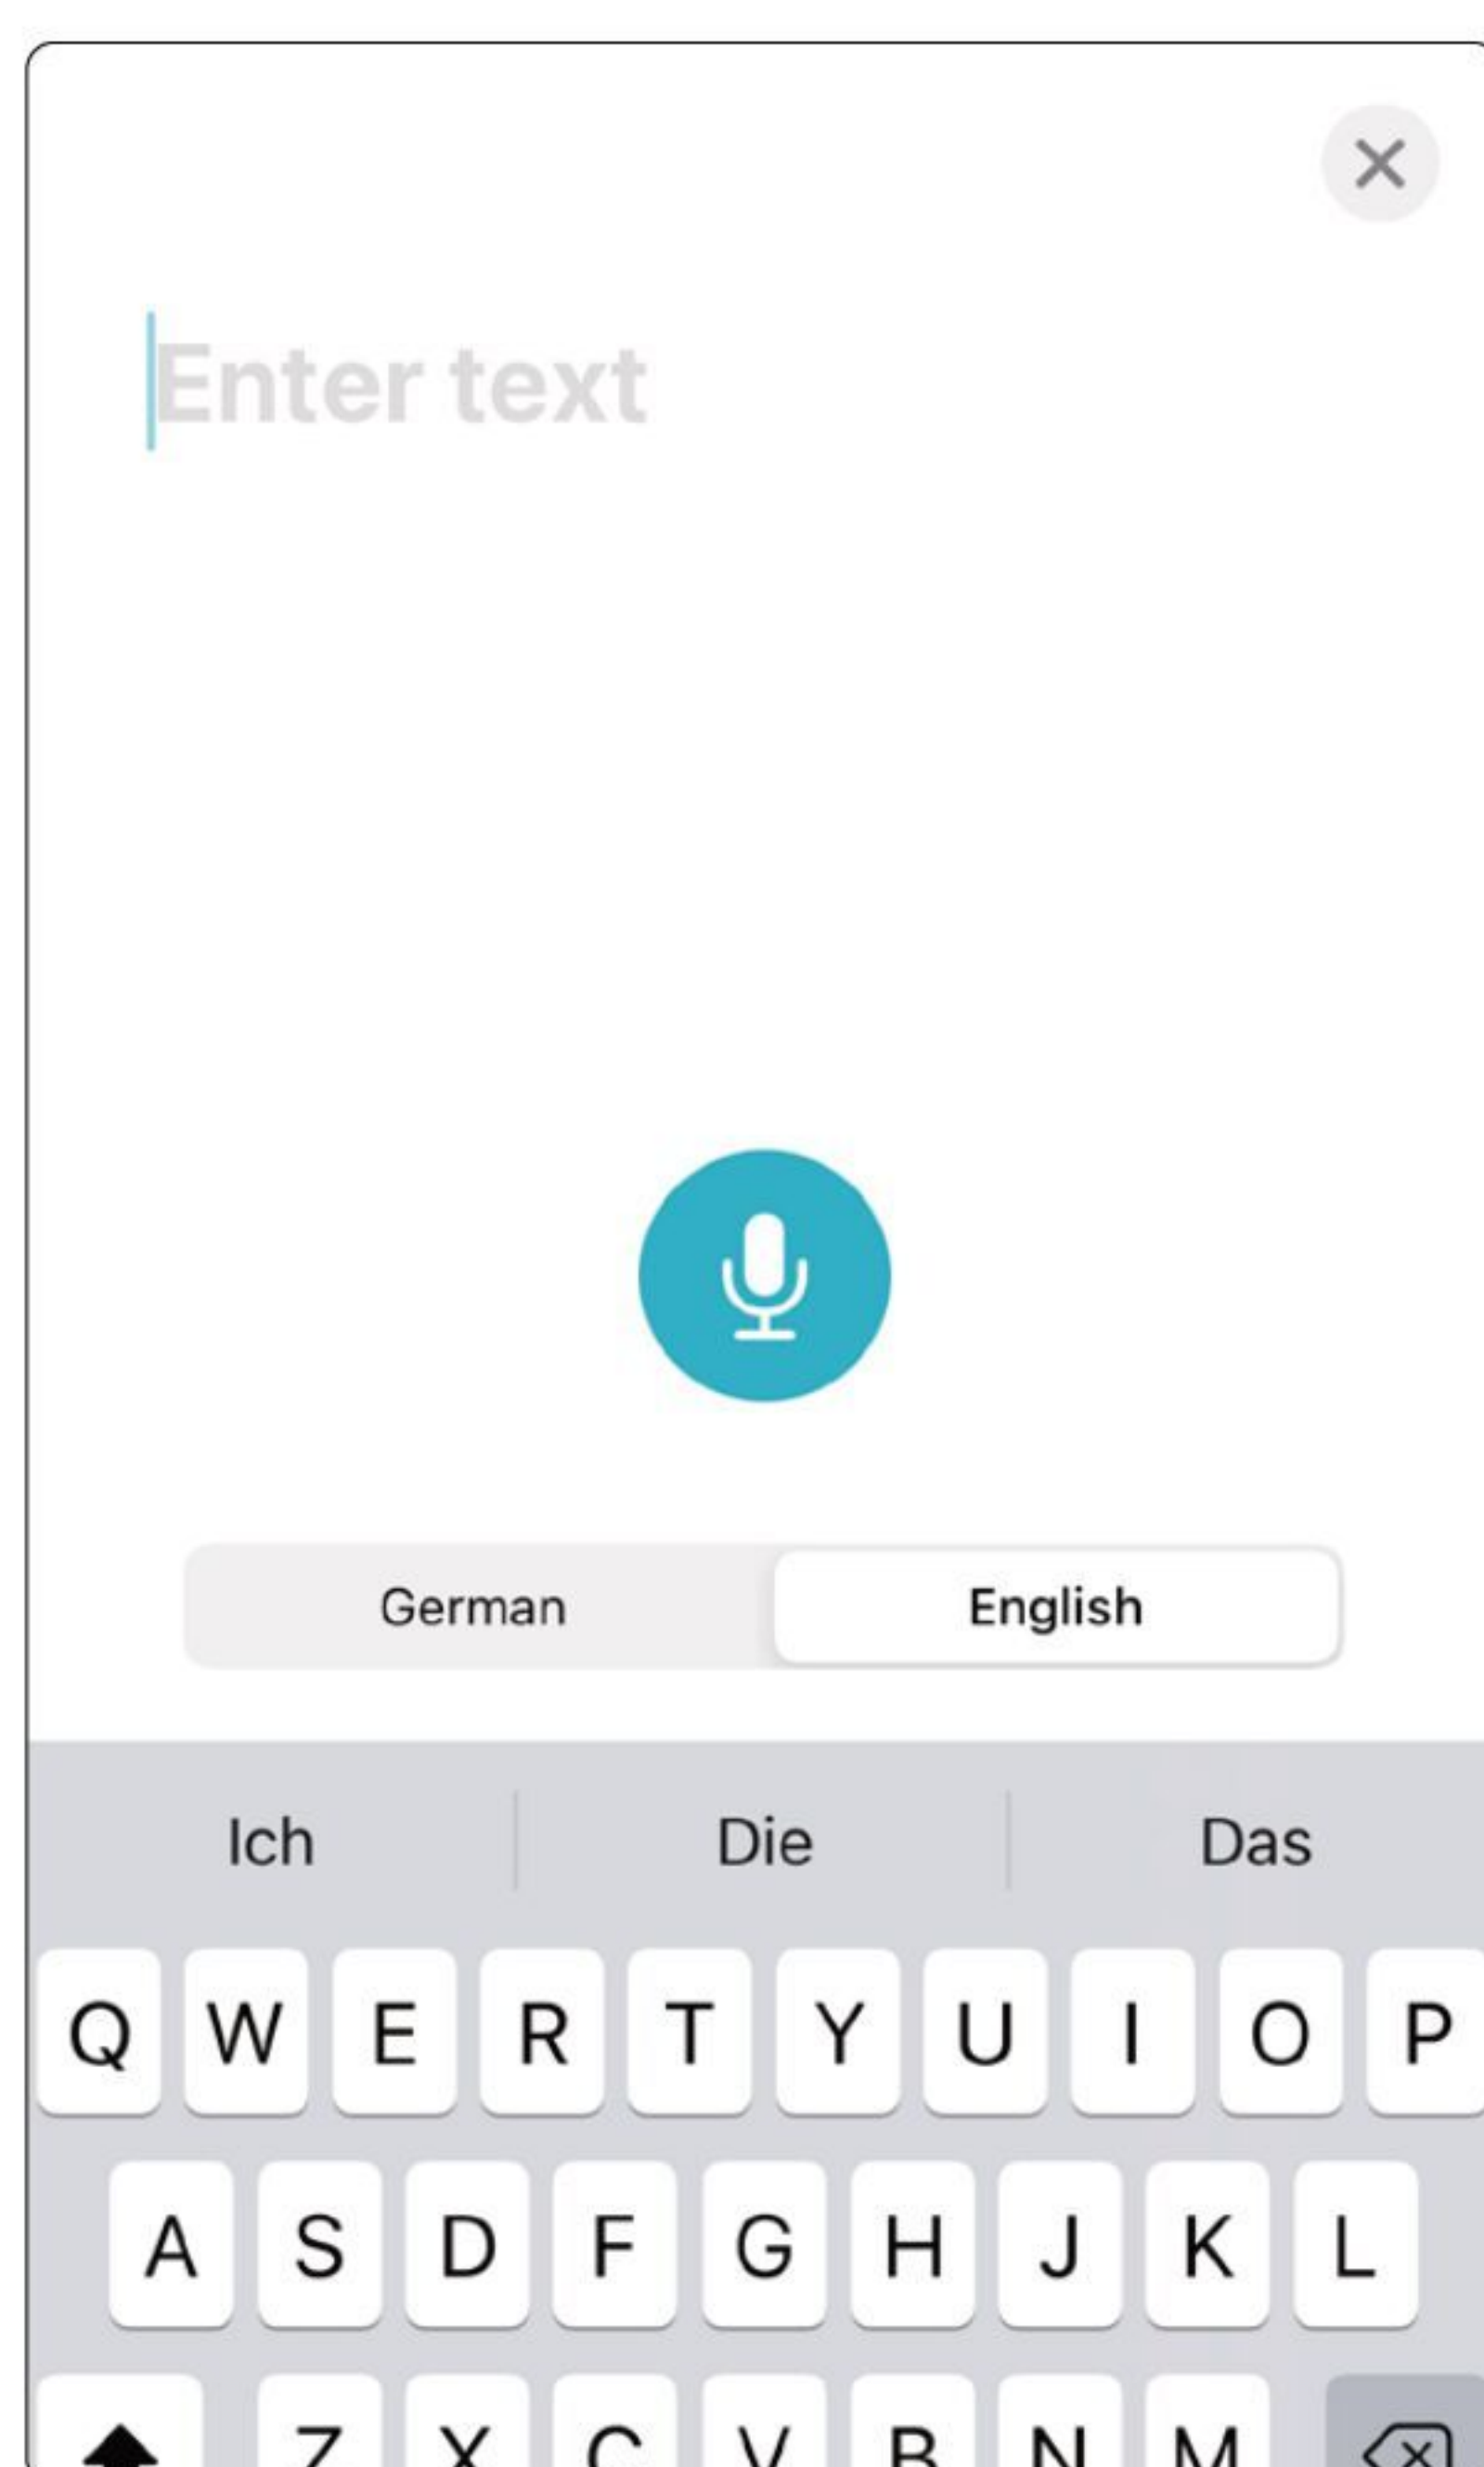 Enter text
German English
Ich Die Das
Q W E R T Y U I O P
A S D F G H J K L
Z X C V B N M